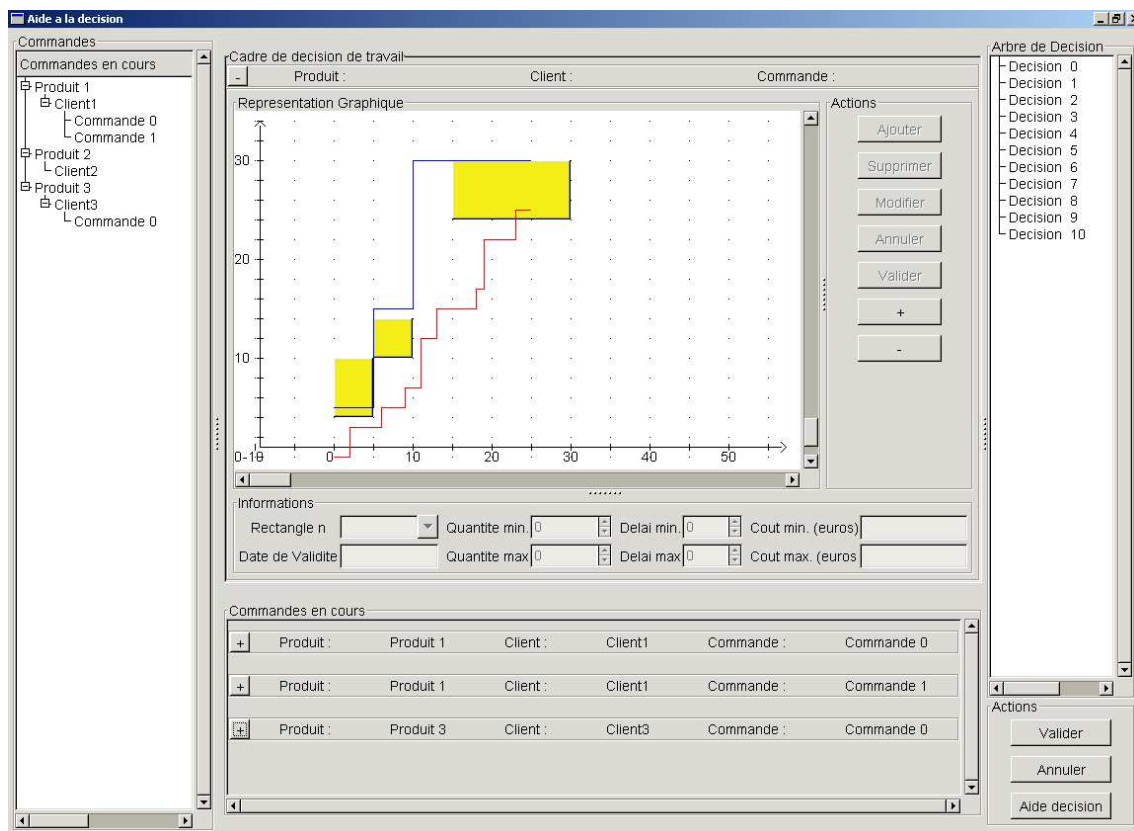 Aide a la decision
Commandes
Commandes en cours
Produit 1
Client1
Commande 0
Commande 1
Produit 2
Client2
Produit 3
Client3
Commande 0
Cadre de decision de travail
- Produit : Client : Commande :
Representation Graphique
30
20
10
0-10 0 10 20 30 40 50
Actions
Ajouter
Supprimer
Modifier
Annuler
Valider
+
-
Informations
Rectangle n Quantite min. 0 Delai min. 0 Cout min. (euros)
Date de Validite Quantite max 0 Delai max 0 Cout max. (euros
Commandes en cours
+ Produit : Produit 1 Client : Client1 Commande : Commande 0
+ Produit : Produit 1 Client : Client1 Commande : Commande 1
+ Produit : Produit 3 Client : Client3 Commande : Commande 0
Arbre de Decision
Decision 0
Decision 1
Decision 2
Decision 3
Decision 4
Decision 5
Decision 6
Decision 7
Decision 8
Decision 9
Decision 10
Actions
Valider
Annuler
Aide decision